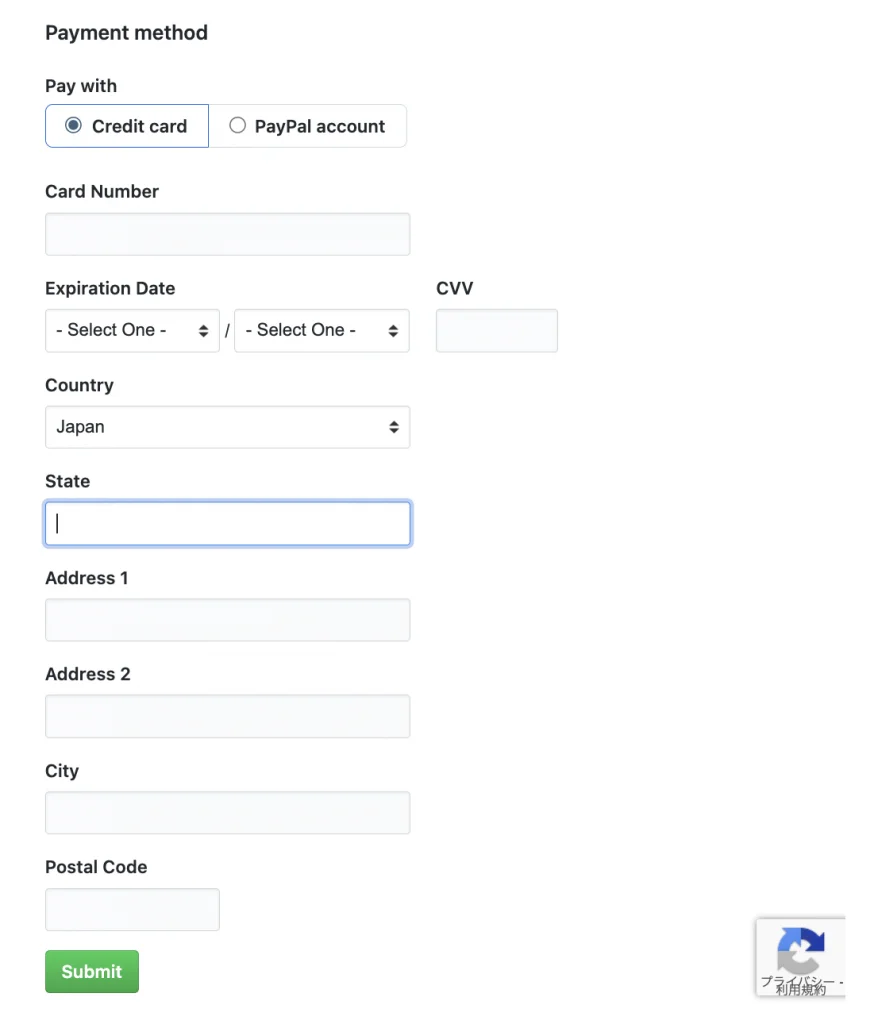 Payment method
Pay with
Credit card PayPal account
Card Number
Expiration Date CVV
- Select One - / - Select One -
Country
Japan
State
Address 1
Address 2
City
Postal Code
Submit
プライバシー -
利用規約